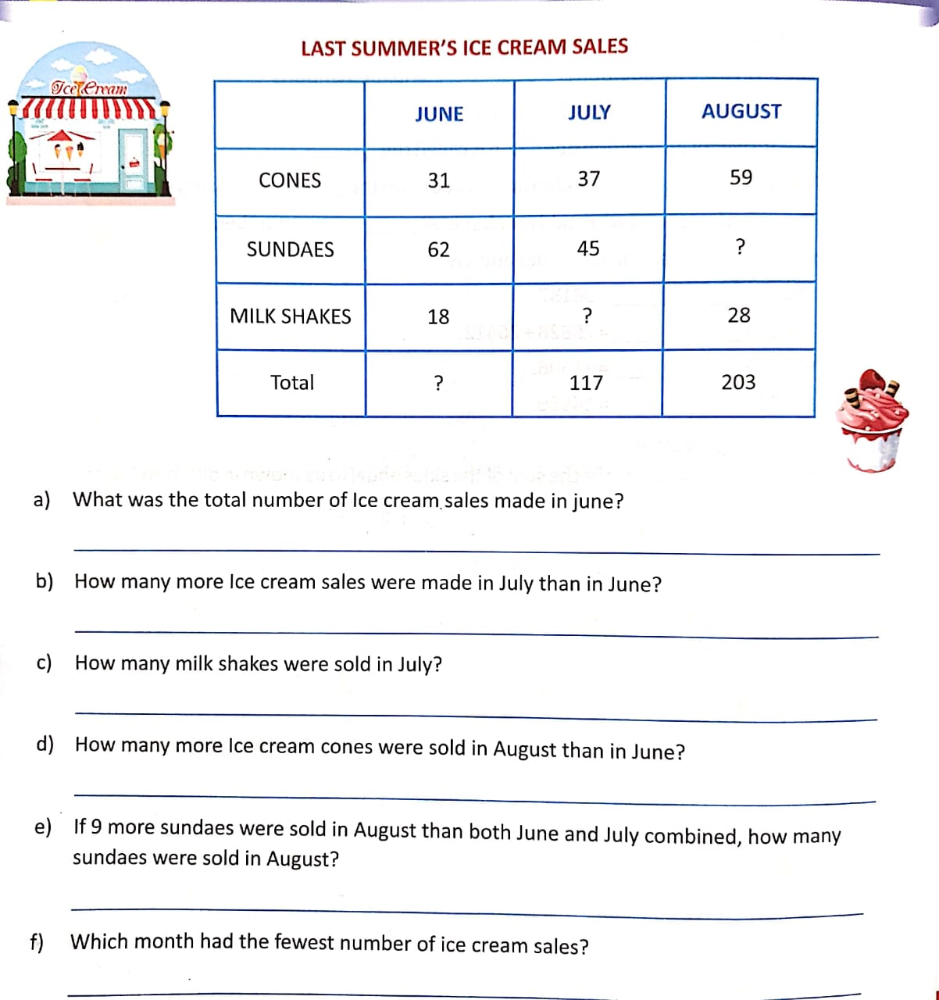 Ice Cream
LAST SUMMER'S ICE CREAM SALES
JUNE JULY AUGUST
CONES 31 37 59
SUNDAES 62 45 ?
MILK SHAKES 18 ? 28
Total ? 117 203
a) What was the total number of Ice cream sales made in june?
b) How many more Ice cream sales were made in July than in June?
c) How many milk shakes were sold in July?
d) How many more Ice cream cones were sold in August than in June?
e) If 9 more sundaes were sold in August than both June and July combined, how many
sundaes were sold in August?
f) Which month had the fewest number of ice cream sales?